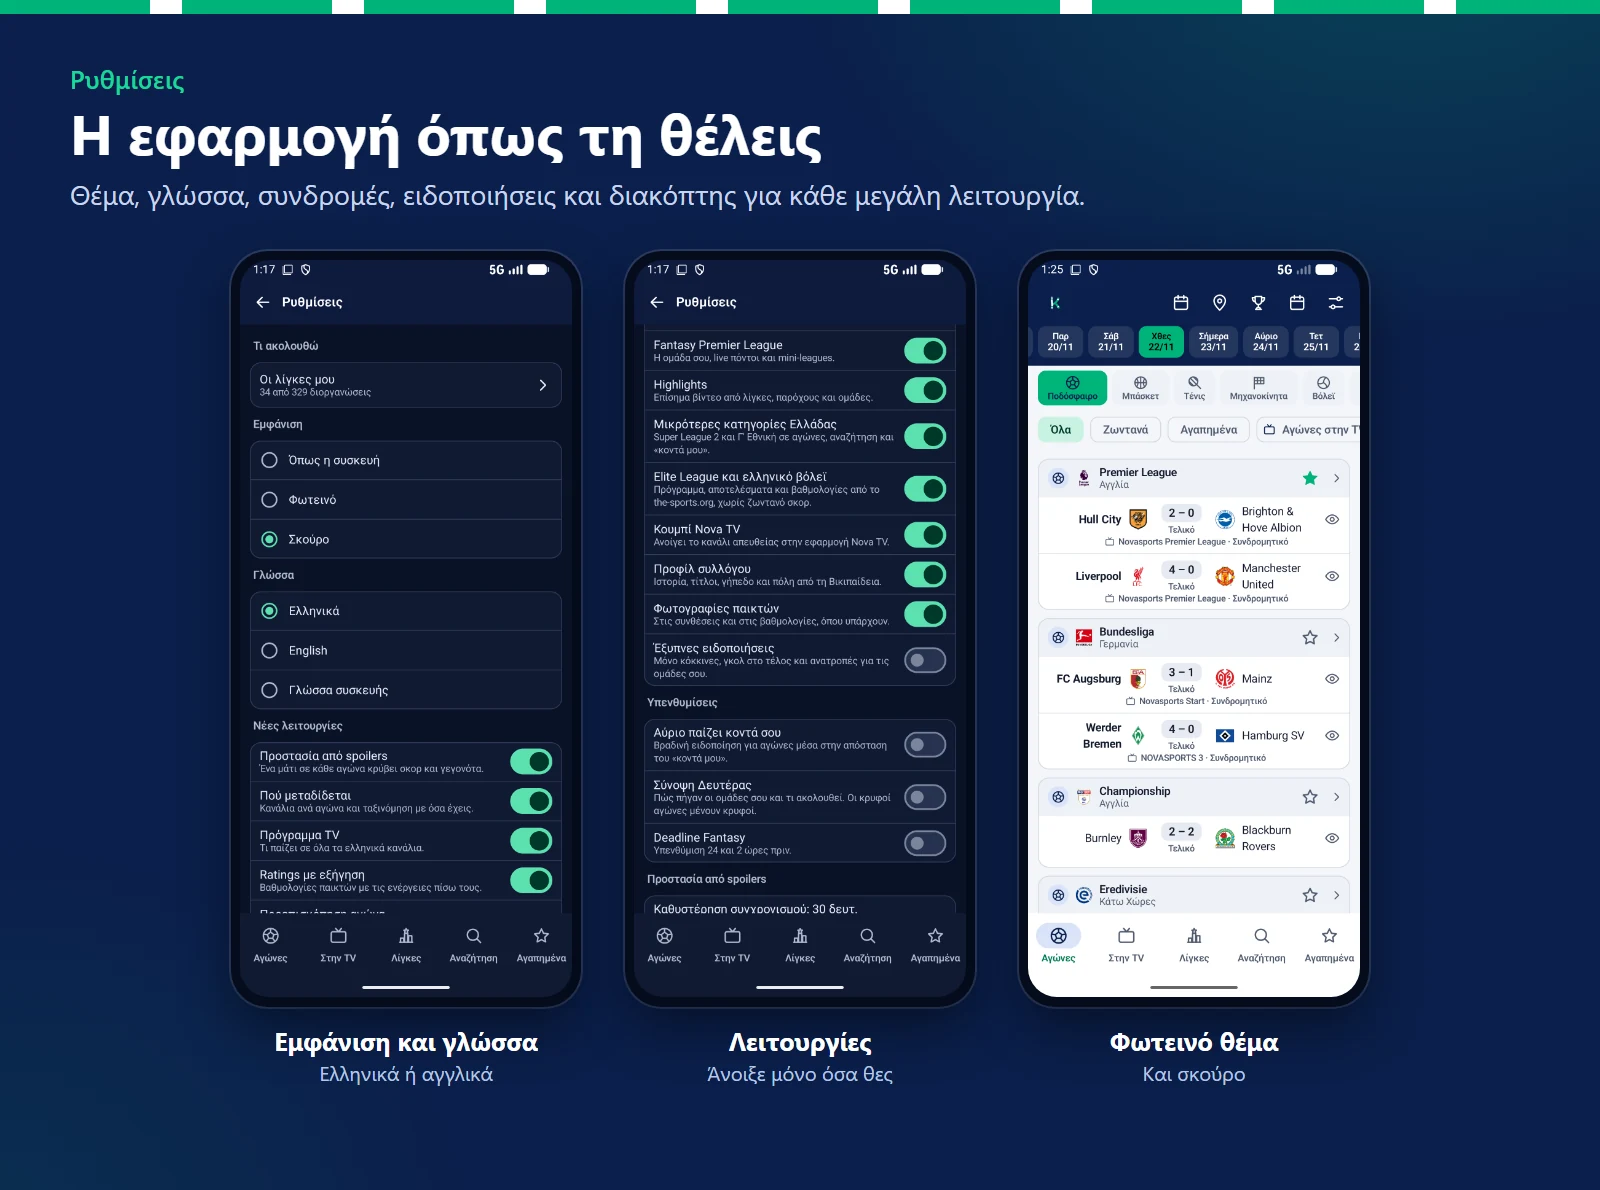 Ρυθμίσεις
Η εφαρμογή όπως τη θέλεις
Θέμα, γλώσσα, συνδρομές, ειδοποιήσεις και διακόπτης για κάθε μεγάλη λειτουργία.
1:17
5G
Ρυθμίσεις
Τι ακολουθώ
Οι λίγκες μου
34 από 329 διοργανώσεις
Εμφάνιση
Όπως η συσκευή
Φωτεινό
Σκούρο
Γλώσσα
Ελληνικά
English
Γλώσσα συσκευής
Νέες λειτουργίες
Προστασία από spoilers
Ένα μάτι σε κάθε αγώνα κρύβει σκορ και γεγονότα.
Πού μεταδίδεται
Κανάλια ανά αγώνα και ταξινόμηση με όσα έχεις.
Πρόγραμμα TV
Τι παίζει σε όλα τα ελληνικά κανάλια.
Ratings με εξήγηση
Βαθμολογίες παικτών με τις ενέργειες πίσω τους.
Αγώνες
Στην TV
Λίγκες
Αναζήτηση
Αγαπημένα
Εμφάνιση και γλώσσα
Ελληνικά ή αγγλικά
1:17
5G
Ρυθμίσεις
Fantasy Premier League
Η ομάδα σου, live πόντοι και mini-leagues.
Highlights
Επίσημα βίντεο από λίγκες, παρόχους και ομάδες.
Μικρότερες κατηγορίες Ελλάδας
Super League 2 και Γ' Εθνική σε αγώνες, αναζήτηση και
«κοντά μου».
Elite League και ελληνικό βόλεϊ
Πρόγραμμα, αποτελέσματα και βαθμολογίες από το
the-sports.org, χωρίς ζωντανό σκορ.
Κουμπί Nova TV
Ανοίγει το κανάλι απευθείας στην εφαρμογή Nova TV.
Προφίλ συλλόγου
Ιστορία, τίτλοι, γήπεδο και πόλη από τη Βικιπαίδεια.
Φωτογραφίες παικτών
Στις συνθέσεις και στις βαθμολογίες, όπου υπάρχουν.
Έξυπνες ειδοποιήσεις
Μόνο κόκκινες, γκολ στο τέλος και ανατροπές για τις
ομάδες σου.
Υπενθυμίσεις
Αύριο παίζει κοντά σου
Βραδινή ειδοποίηση για αγώνες μέσα στην απόσταση
του «κοντά μου».
Σύνοψη Δευτέρας
Πώς πήγαν οι ομάδες σου και τι ακολουθεί. Οι κρυφοί
αγώνες μένουν κρυφοί.
Deadline Fantasy
Υπενθύμιση 24 και 2 ώρες πριν.
Προστασία από spoilers
Καθυστέρηση συγχρονισμού: 30 δευτ.
Αγώνες
Στην TV
Λίγκες
Αναζήτηση
Αγαπημένα
Λειτουργίες
Άνοιξε μόνο όσα θες
1:25
5G
Παρ
20/11
Σάβ
21/11
Χθες
22/11
Σήμερα
23/11
Αύριο
24/11
Τετ
25/11
2
Ποδόσφαιρο
Μπάσκετ
Τένις
Μηχανοκίνητα
Βόλεϊ
Όλα
Ζωντανά
Αγαπημένα
Αγώνες στην TV
Premier League
Αγγλία
Hull City
2 – 0
Τελικό
Brighton &
Hove Albion
Novasports Premier League · Συνδρομητικό
Liverpool
4 – 0
Τελικό
Manchester
United
Novasports Premier League · Συνδρομητικό
Bundesliga
Γερμανία
FC Augsburg
3 – 1
Τελικό
Mainz
Novasports Start · Συνδρομητικό
Werder
Bremen
4 – 0
Τελικό
Hamburg SV
NOVASPORTS 3 · Συνδρομητικό
Championship
Αγγλία
Burnley
2 – 2
Τελικό
Blackburn
Rovers
Eredivisie
Κάτω Χώρες
Αγώνες
Στην TV
Λίγκες
Αναζήτηση
Αγαπημένα
Φωτεινό θέμα
Και σκούρο